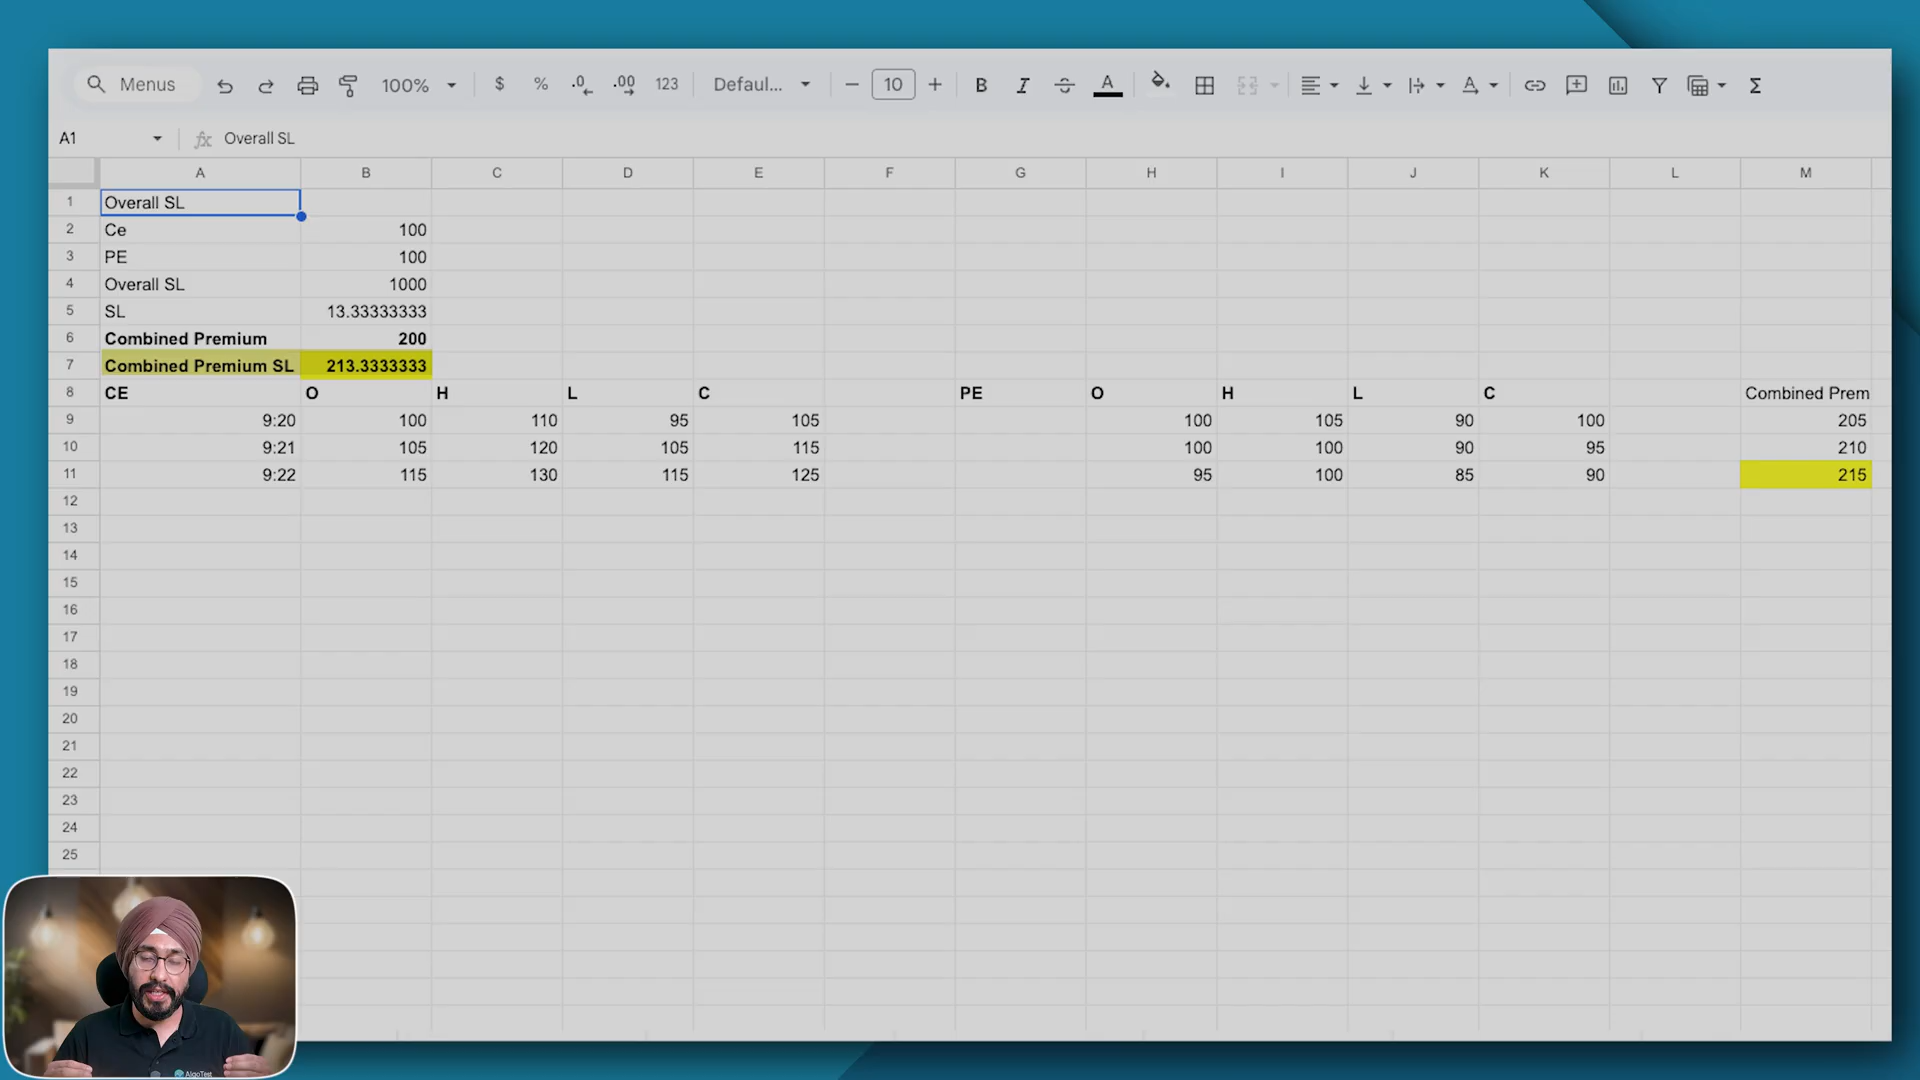 Menus 100% $ % .0 .00 123 Defaul... 10 B I A
A1 fx Overall SL
A B C D E F G H I J K L M
1 Overall SL
2 Ce 100
3 PE 100
4 Overall SL 1000
5 SL 13.33333333
6 Combined Premium 200
7 Combined Premium SL 213.3333333
8 CE O H L C PE O H L C Combined Prem
9 9:20 100 110 95 105 100 105 90 100 205
10 9:21 105 120 105 115 100 100 90 95 210
11 9:22 115 130 115 125 95 100 85 90 215
12
13
14
15
16
17
18
19
20
21
22
23
24
25
AlgoTest